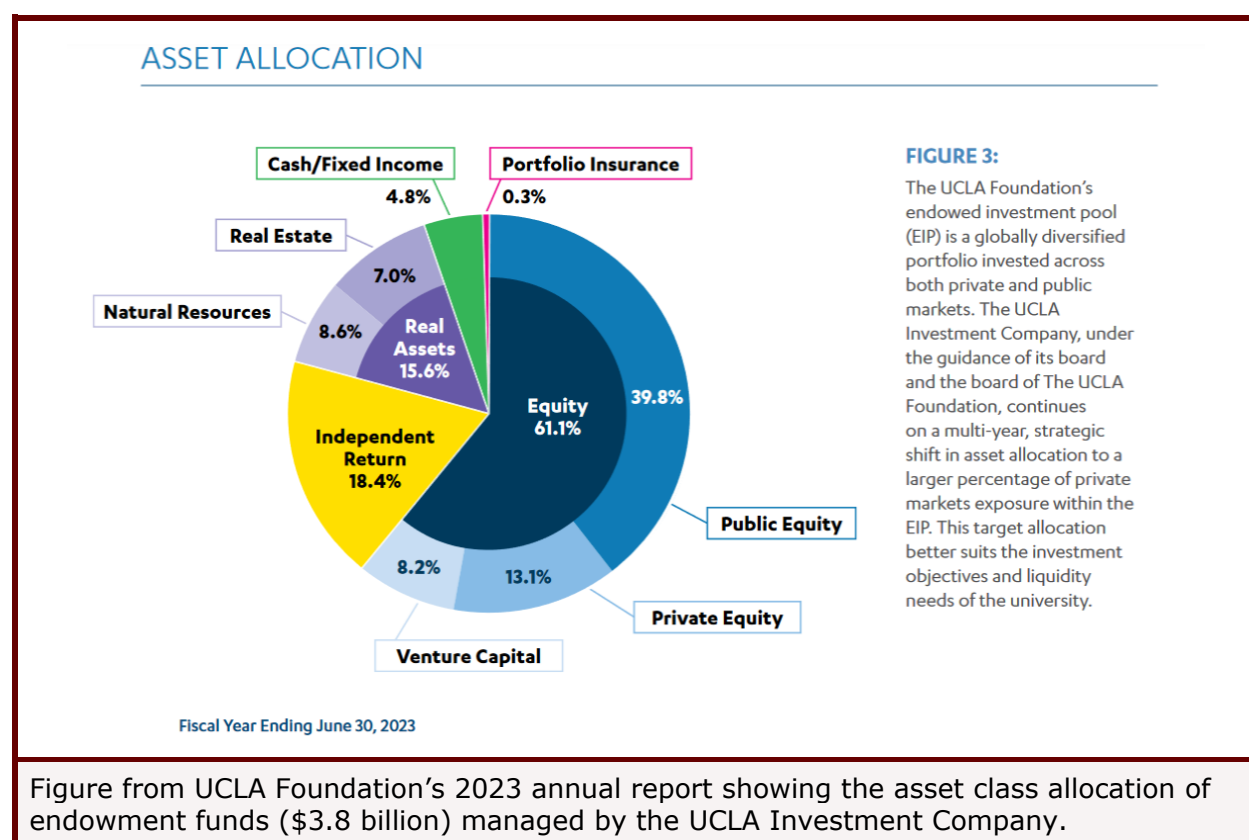 ASSET ALLOCATION
Cash/Fixed Income
4.8%
Portfolio Insurance
0.3%
Real Estate
7.0%
Natural Resources
8.6%
Real
Assets
15.6%
Equity
61.1%
39.8%
Independent
Return
18.4%
Public Equity
8.2%
13.1%
Private Equity
Venture Capital
FIGURE 3:
The UCLA Foundation’s
endowed investment pool
(EIP) is a globally diversified
portfolio invested across
both private and public
markets. The UCLA
Investment Company, under
the guidance of its board
and the board of The UCLA
Foundation, continues
on a multi-year, strategic
shift in asset allocation to a
larger percentage of private
markets exposure within the
EIP. This target allocation
better suits the investment
objectives and liquidity
needs of the university.
Fiscal Year Ending June 30, 2023
Figure from UCLA Foundation’s 2023 annual report showing the asset class allocation of
endowment funds ($3.8 billion) managed by the UCLA Investment Company.